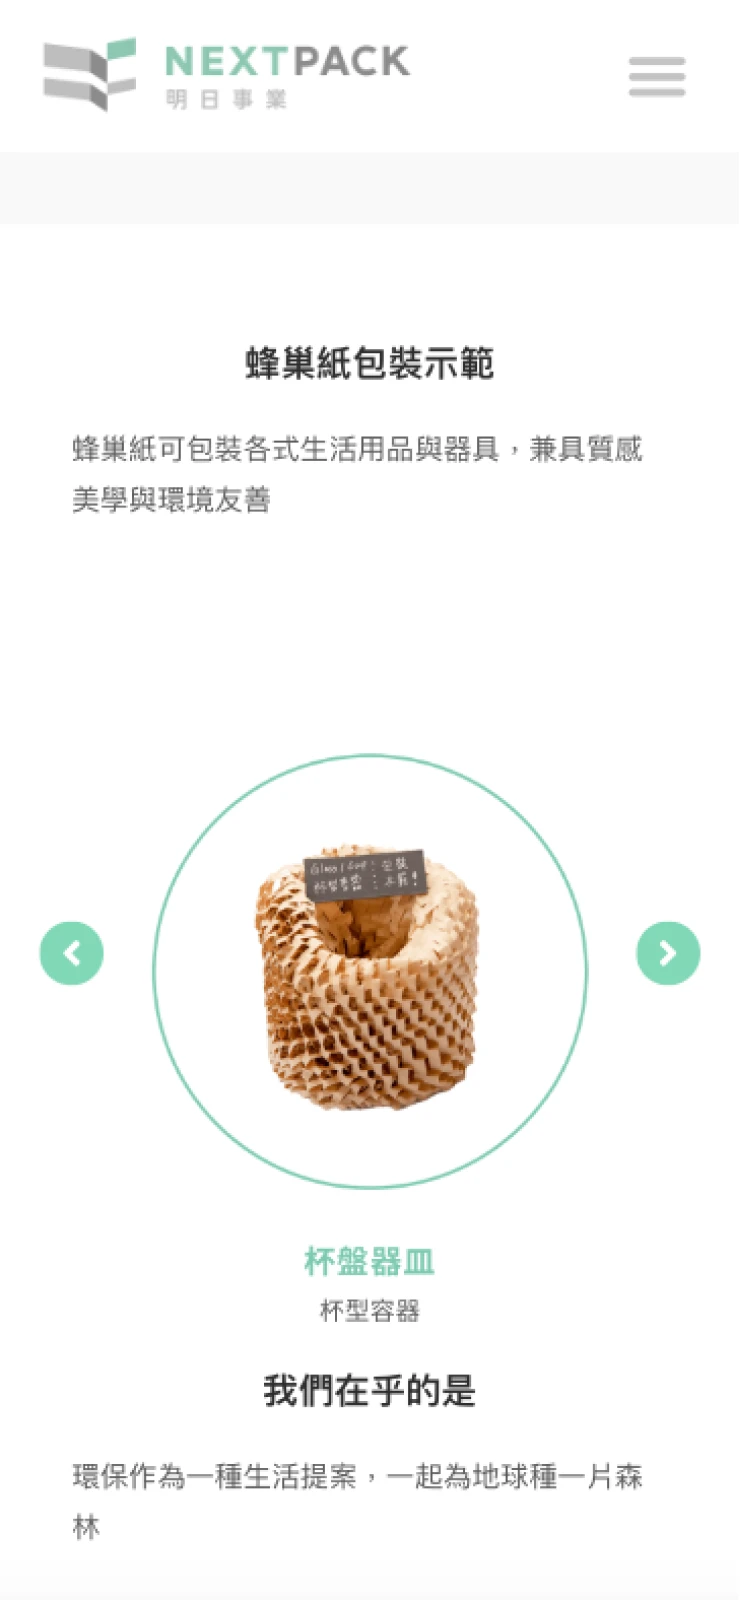 NEXTPACK
明日事業
蜂巢紙包裝示範
蜂巢紙可包裝各式生活用品與器具，兼具質感
美學與環境友善
杯盤器皿
杯型容器
我們在乎的是
環保作為一種生活提案，一起為地球種一片森
林